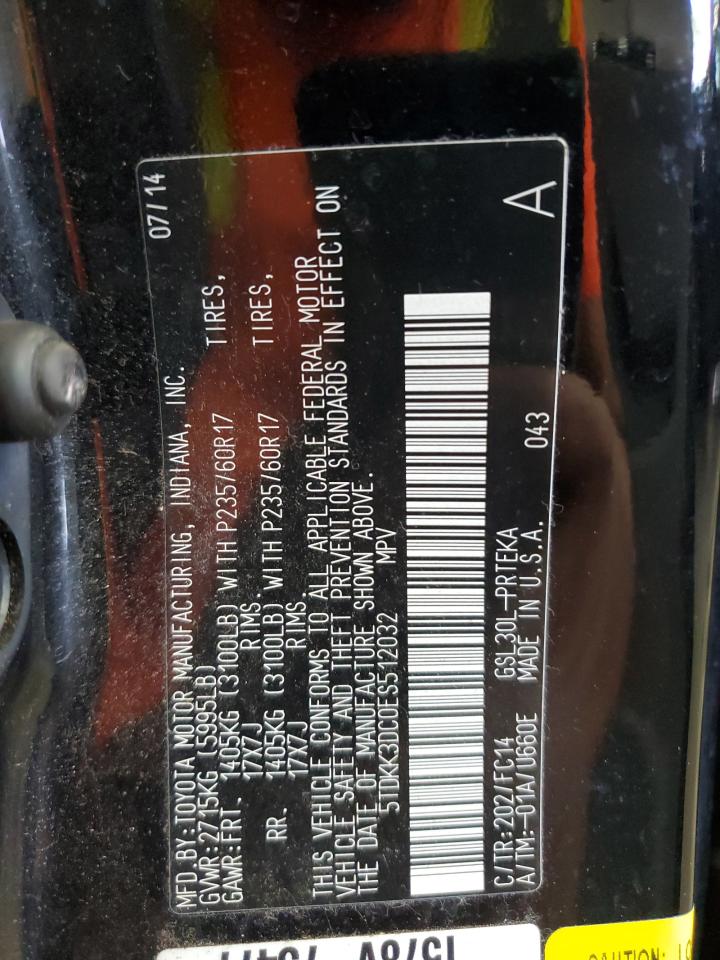 MFD.BY:TOYOTA MOTOR MANUFACTURING, INDIANA, INC. 07/14
GVWR:2715KG (5995LB)
GAWR:FRT. 1405KG (3100LB) WITH P235/60R17 TIRES,
17X7J RIMS.
RR. 1405KG (3100LB) WITH P235/60R17 TIRES,
17X7J RIMS.
THIS VEHICLE CONFORMS TO ALL APPLICABLE FEDERAL MOTOR
VEHICLE SAFETY AND THEFT PREVENTION STANDARDS IN EFFECT ON
THE DATE OF MANUFACTURE SHOWN ABOVE.
5TDKK3DC0ES512032 MPV
C/TR:202/FC14 GSL30L-PRTEKA 043
A/TM:-01A/U660E MADE IN U.S.A. A
CAUTION: